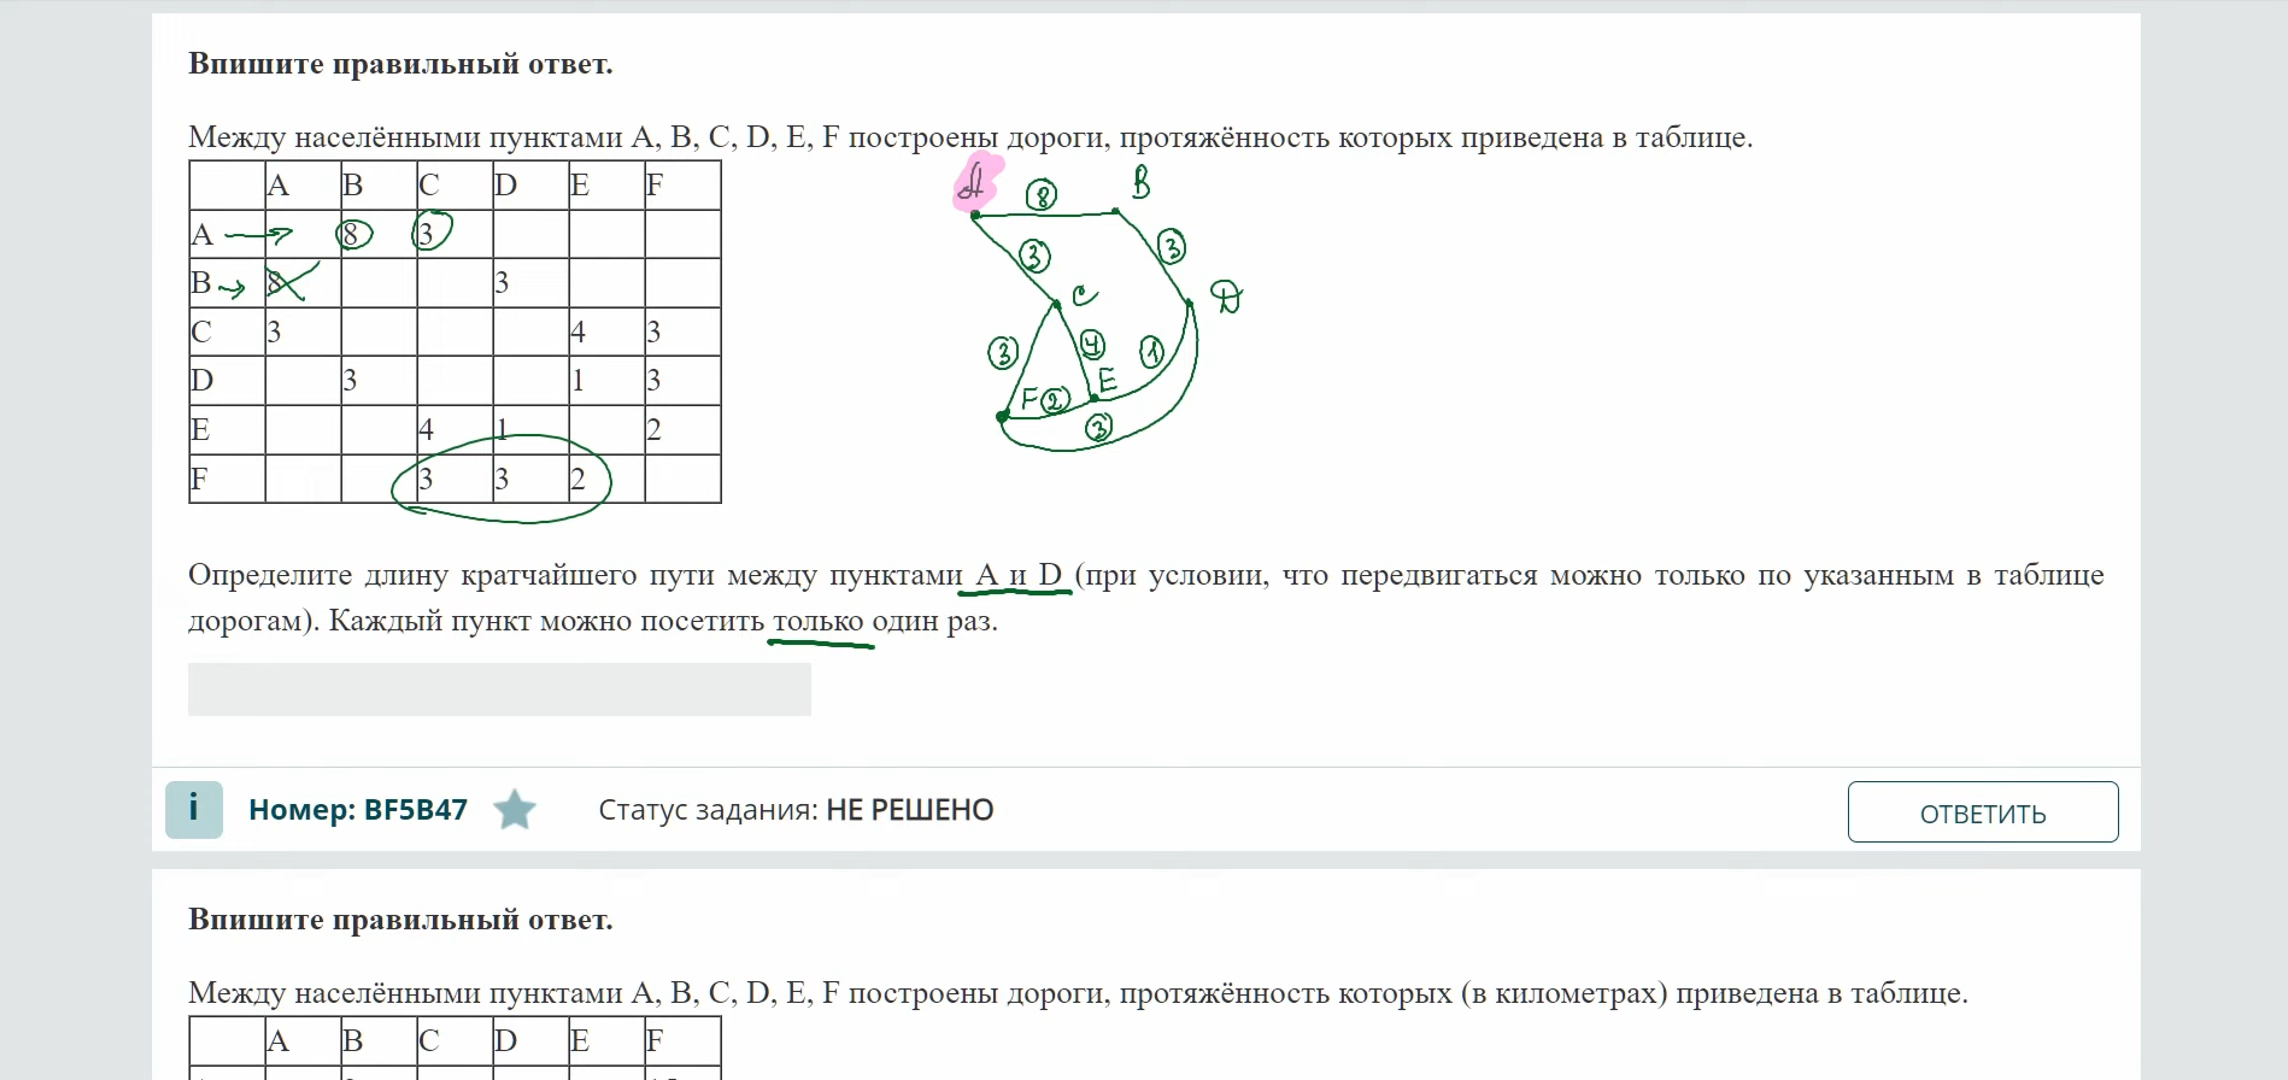 Впишите правильный ответ.
Между населёнными пунктами A, B, C, D, E, F построены дороги, протяжённость которых приведена в таблице.
A B C D E F
A 8 3
B 8 3
C 3 4 3
D 3 1 3
E 4 1 2
F 3 3 2
A 8 B
3 3
C D
3 4 1
F 2 E
3
Определите длину кратчайшего пути между пунктами A и D (при условии, что передвигаться можно только по указанным в таблице
дорогам). Каждый пункт можно посетить только один раз.
i Номер: BF5B47 Статус задания: НЕ РЕШЕНО ОТВЕТИТЬ
Впишите правильный ответ.
Между населёнными пунктами A, B, C, D, E, F построены дороги, протяжённость которых (в километрах) приведена в таблице.
A B C D E F